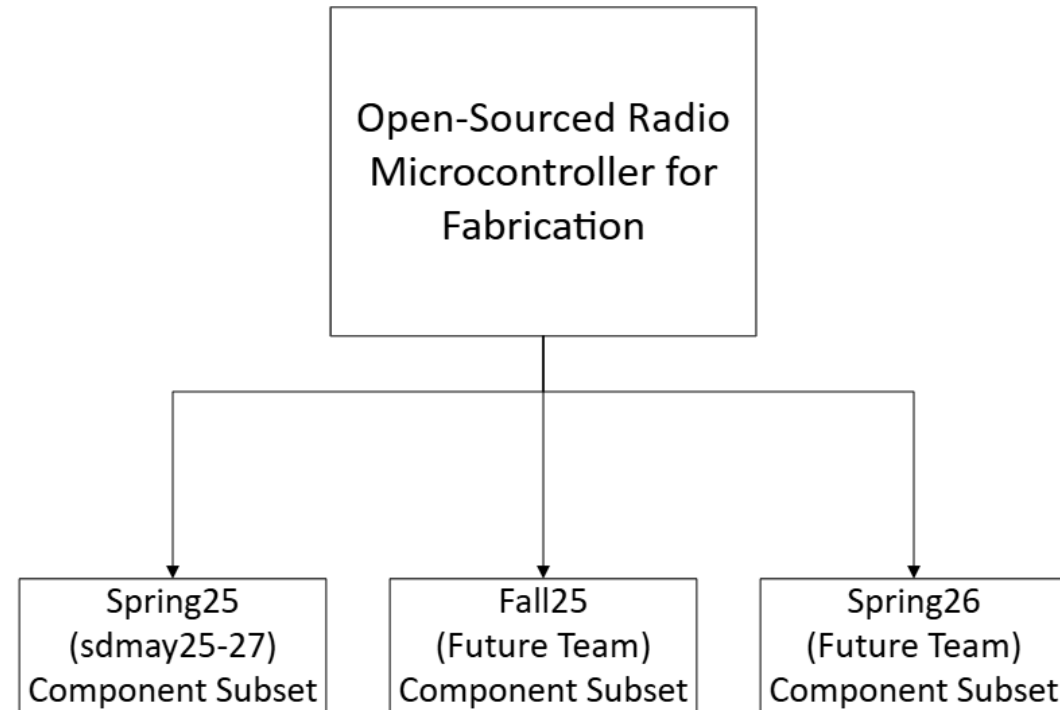 Open-Sourced Radio
Microcontroller for
Fabrication
Spring25
(sdmay25-27)
Component Subset
Fall25
(Future Team)
Component Subset
Spring26
(Future Team)
Component Subset